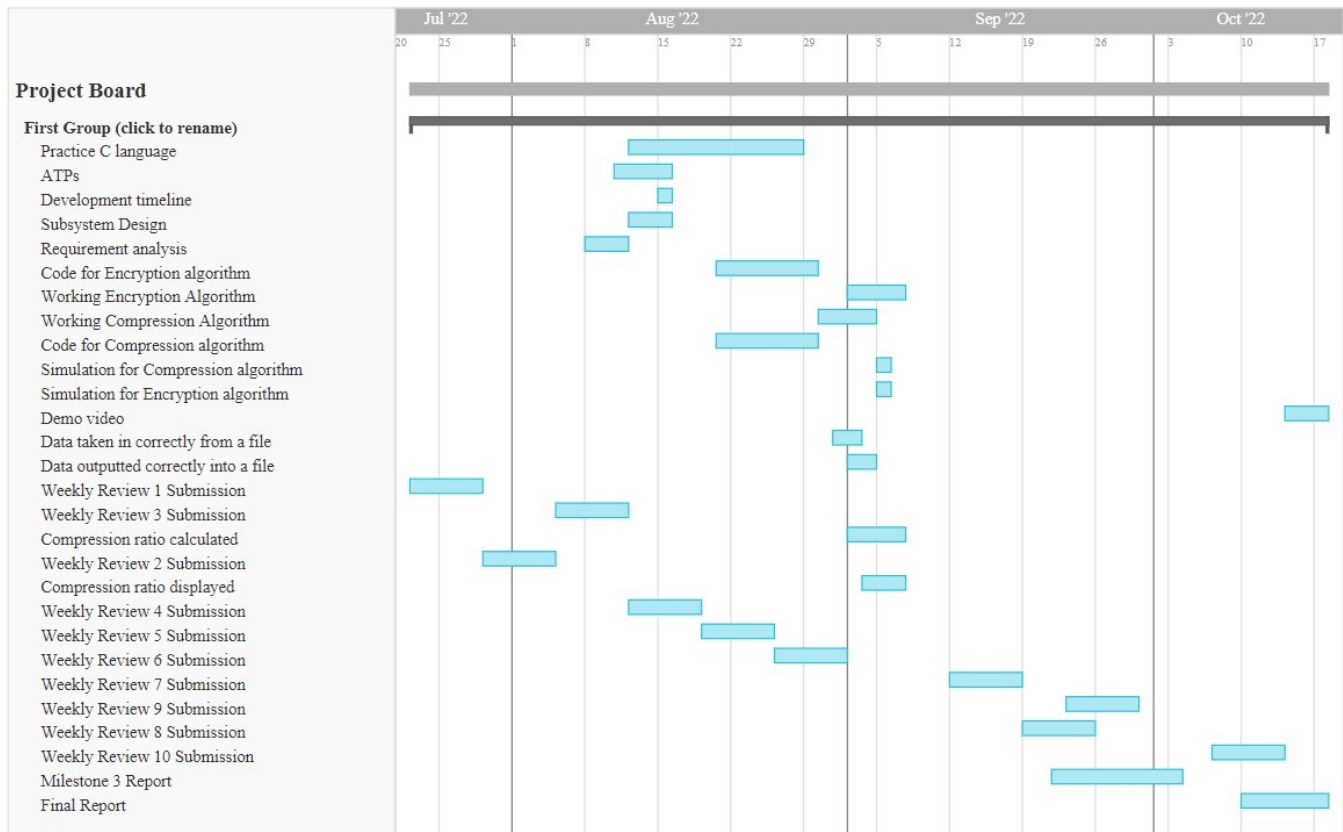 Jul '22 Aug '22 Sep '22 Oct '22
20 25 1 8 15 22 29 5 12 19 26 3 10 17
Project Board
First Group (click to rename)
Practice C language
ATPs
Development timeline
Subsystem Design
Requirement analysis
Code for Encryption algorithm
Working Encryption Algorithm
Working Compression Algorithm
Code for Compression algorithm
Simulation for Compression algorithm
Simulation for Encryption algorithm
Demo video
Data taken in correctly from a file
Data outputted correctly into a file
Weekly Review 1 Submission
Weekly Review 3 Submission
Compression ratio calculated
Weekly Review 2 Submission
Compression ratio displayed
Weekly Review 4 Submission
Weekly Review 5 Submission
Weekly Review 6 Submission
Weekly Review 7 Submission
Weekly Review 9 Submission
Weekly Review 8 Submission
Weekly Review 10 Submission
Milestone 3 Report
Final Report